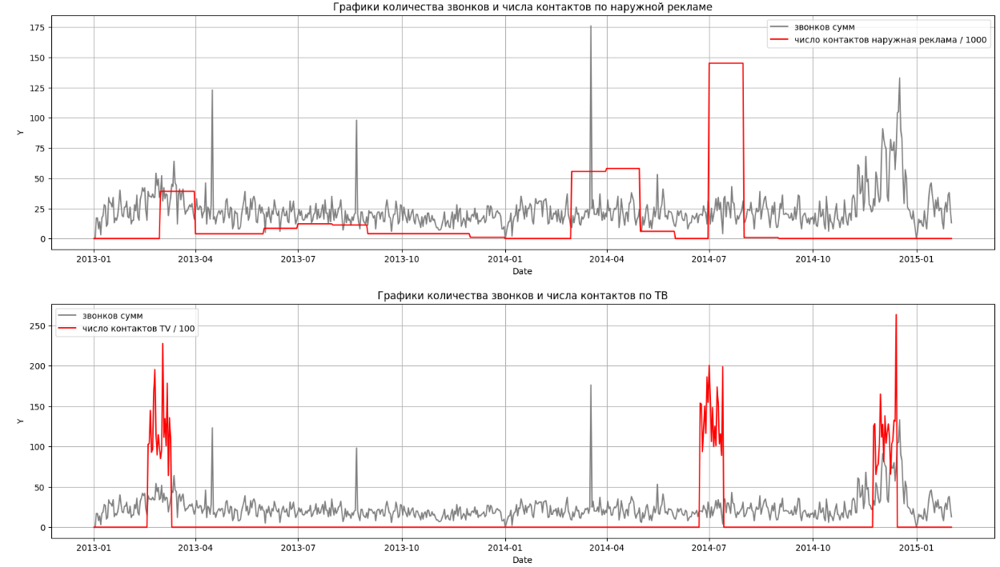 Графики количества звонков и числа контактов по наружной рекламе
звонков сумм
число контактов наружная реклама / 1000
175
150
125
100
75
50
25
0
Y
2013-01 2013-04 2013-07 2013-10 2014-01 2014-04 2014-07 2014-10 2015-01
Date
Графики количества звонков и числа контактов по ТВ
звонков сумм
число контактов TV / 100
250
200
150
100
50
0
Y
2013-01 2013-04 2013-07 2013-10 2014-01 2014-04 2014-07 2014-10 2015-01
Date